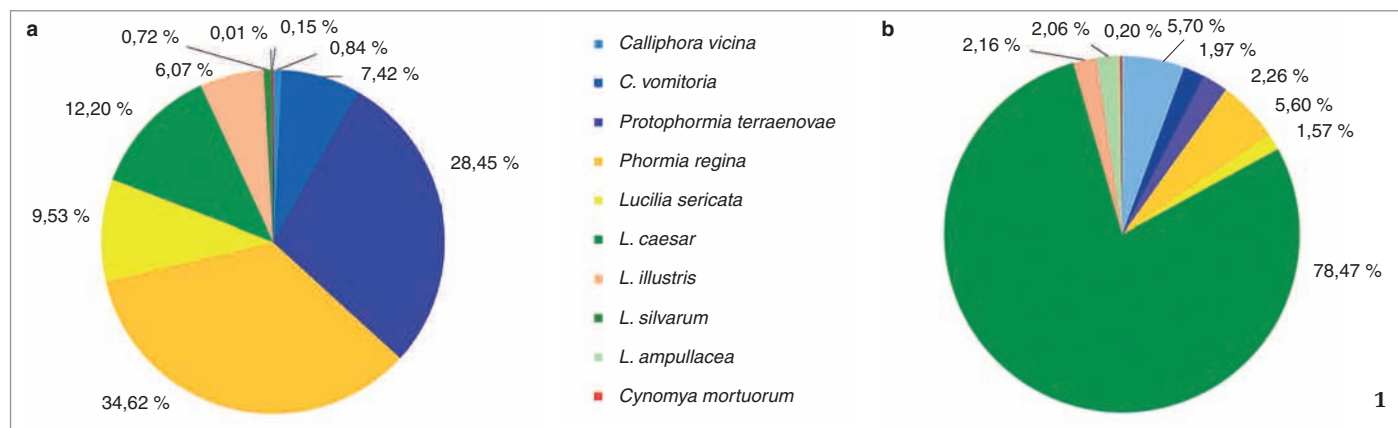 a
0,72 %
0,01 %
0,15 %
0,84 %
7,42 %
6,07 %
12,20 %
28,45 %
9,53 %
34,62 %
Calliphora vicina
C. vomitoria
Protophormia terraenovae
Phormia regina
Lucilia sericata
L. caesar
L. illustris
L. silvarum
L. ampullacea
Cynomya mortuorum
b
2,16 %
2,06 %
0,20 %
5,70 %
1,97 %
2,26 %
5,60 %
1,57 %
78,47 %
1